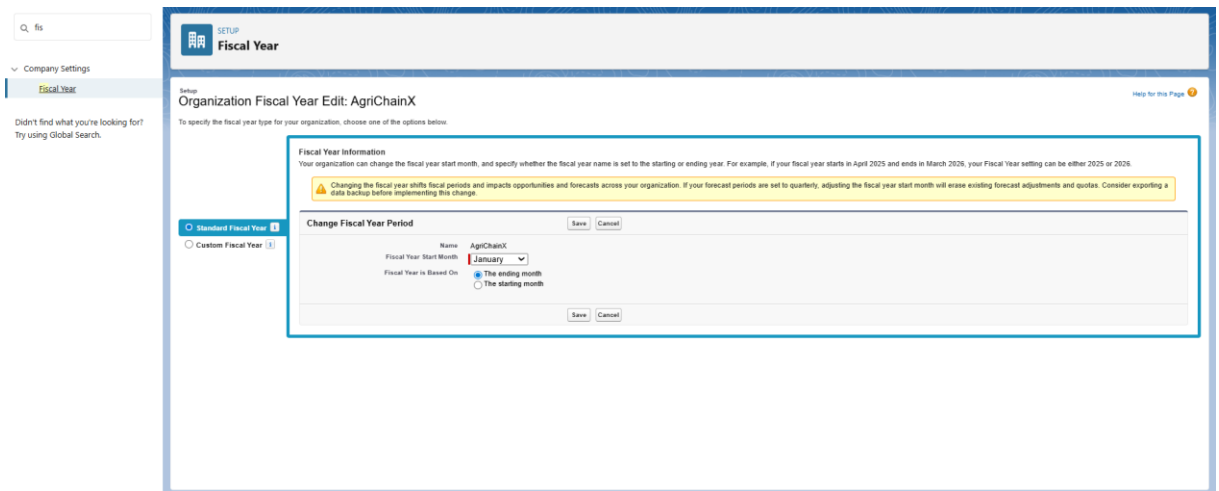 fis
Company Settings
Fiscal Year
Didn't find what you're looking for?
Try using Global Search.
SETUP
Fiscal Year
Setup
Organization Fiscal Year Edit: AgriChainX
Help for this Page
To specify the fiscal year type for your organization, choose one of the options below.
Standard Fiscal Year i
Custom Fiscal Year i
Fiscal Year Information
Your organization can change the fiscal year start month, and specify whether the fiscal year name is set to the starting or ending year. For example, if your fiscal year starts in April 2025 and ends in March 2026, your Fiscal Year setting can be either 2025 or 2026.
Changing the fiscal year shifts fiscal periods and impacts opportunities and forecasts across your organization. If your forecast periods are set to quarterly, adjusting the fiscal year start month will erase existing forecast adjustments and quotas. Consider exporting a
data backup before implementing this change.
Change Fiscal Year Period
Save Cancel
Name AgriChainX
Fiscal Year Start Month January
Fiscal Year is Based On The ending month
The starting month
Save Cancel